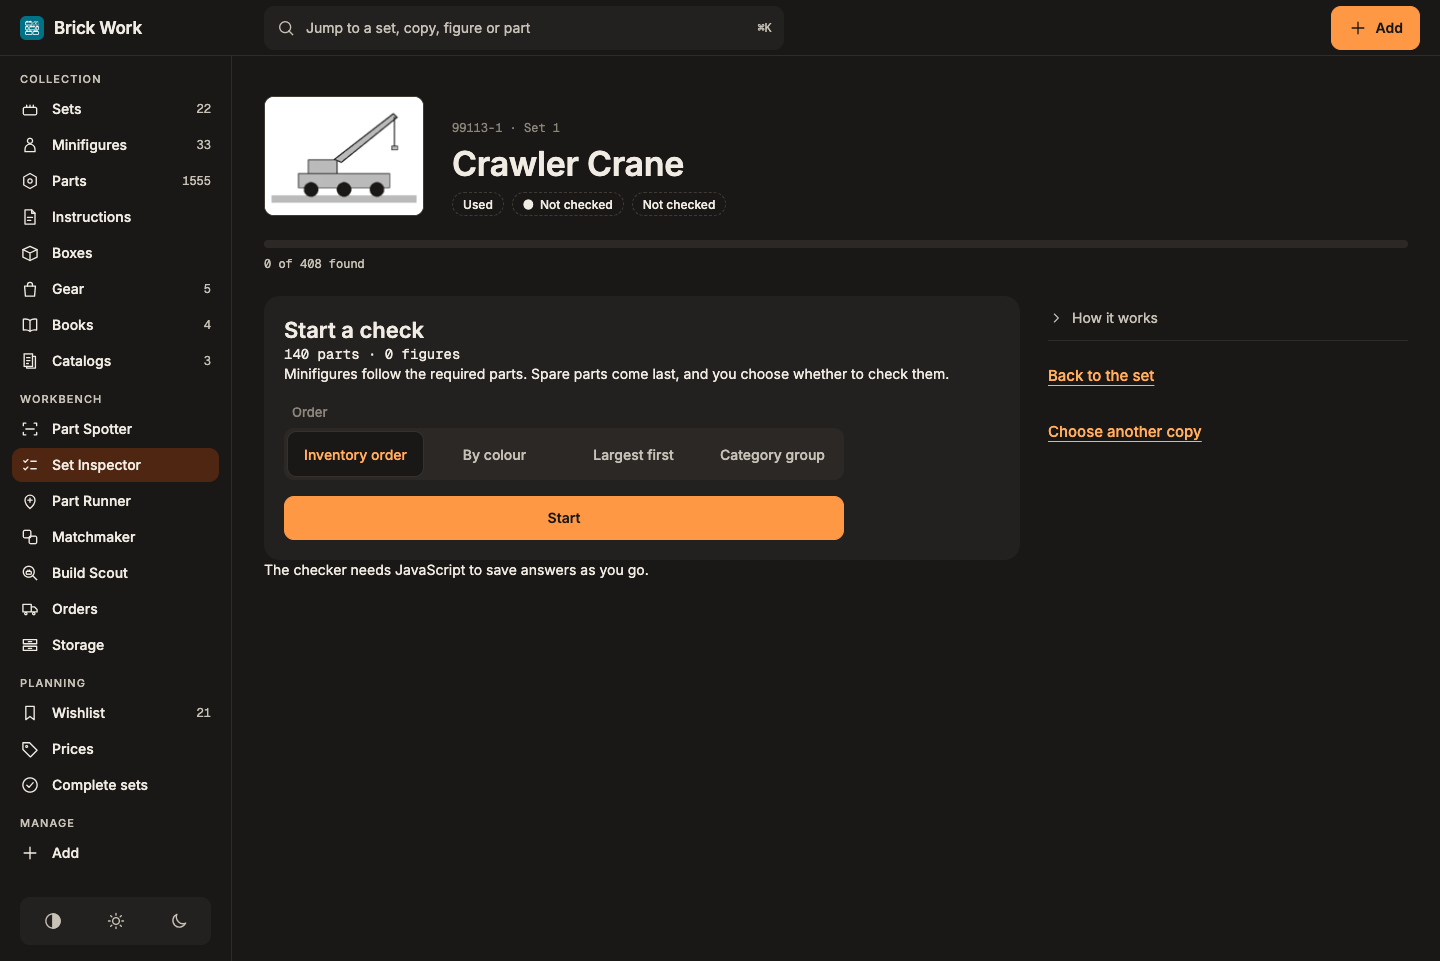 Brick Work
Jump to a set, copy, figure or part
⌘K
Add
COLLECTION
Sets 22
Minifigures 33
Parts 1555
Instructions
Boxes
Gear 5
Books 4
Catalogs 3
WORKBENCH
Part Spotter
Set Inspector
Part Runner
Matchmaker
Build Scout
Orders
Storage
PLANNING
Wishlist 21
Prices
Complete sets
MANAGE
Add
99113-1 · Set 1
Crawler Crane
Used
Not checked
Not checked
0 of 408 found
Start a check
140 parts · 0 figures
Minifigures follow the required parts. Spare parts come last, and you choose whether to check them.
Order
Inventory order
By colour
Largest first
Category group
Start
The checker needs JavaScript to save answers as you go.
How it works
Back to the set
Choose another copy